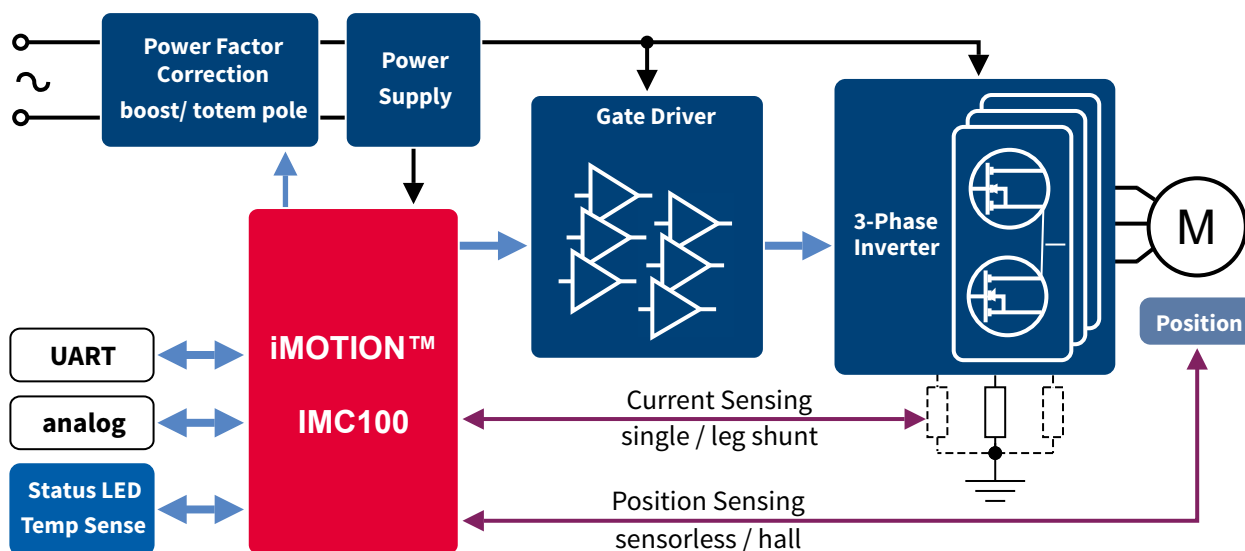 Power Factor
Correction
boost/ totem pole
Power
Supply
Gate Driver
3-Phase
Inverter
M
Position
iMOTION™
IMC100
UART
analog
Status LED
Temp Sense
Current Sensing
single / leg shunt
Position Sensing
sensorless / hall